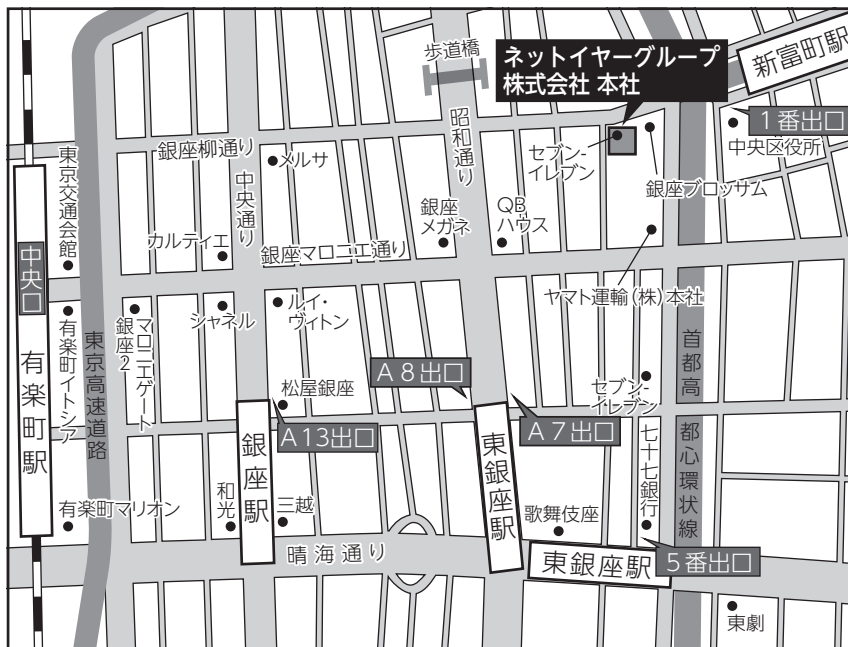 歩道橋
ネットイヤーグループ
株式会社 本社
新富町駅
1番出口
中央区役所
昭和通り
セブン-
イレブン
銀座ブロッサム
銀座柳通り
メルサ
中央通り
東京交通会館
カルティエ
銀座マロニエ通り
銀座
メガネ
QB
ハウス
ヤマト運輸(株)本社
中央口
有楽町駅
有楽町イトシア
東京高速道路
マロニエゲート
銀座2
シャネル
ルイ・
ヴィトン
首都高
都心環状線
松屋銀座
A8出口
セブン-
イレブン
A13出口
A7出口
銀座駅
東銀座駅
七十七銀行
有楽町マリオン
和光
三越
歌舞伎座
晴海通り
東銀座駅
5番出口
東劇